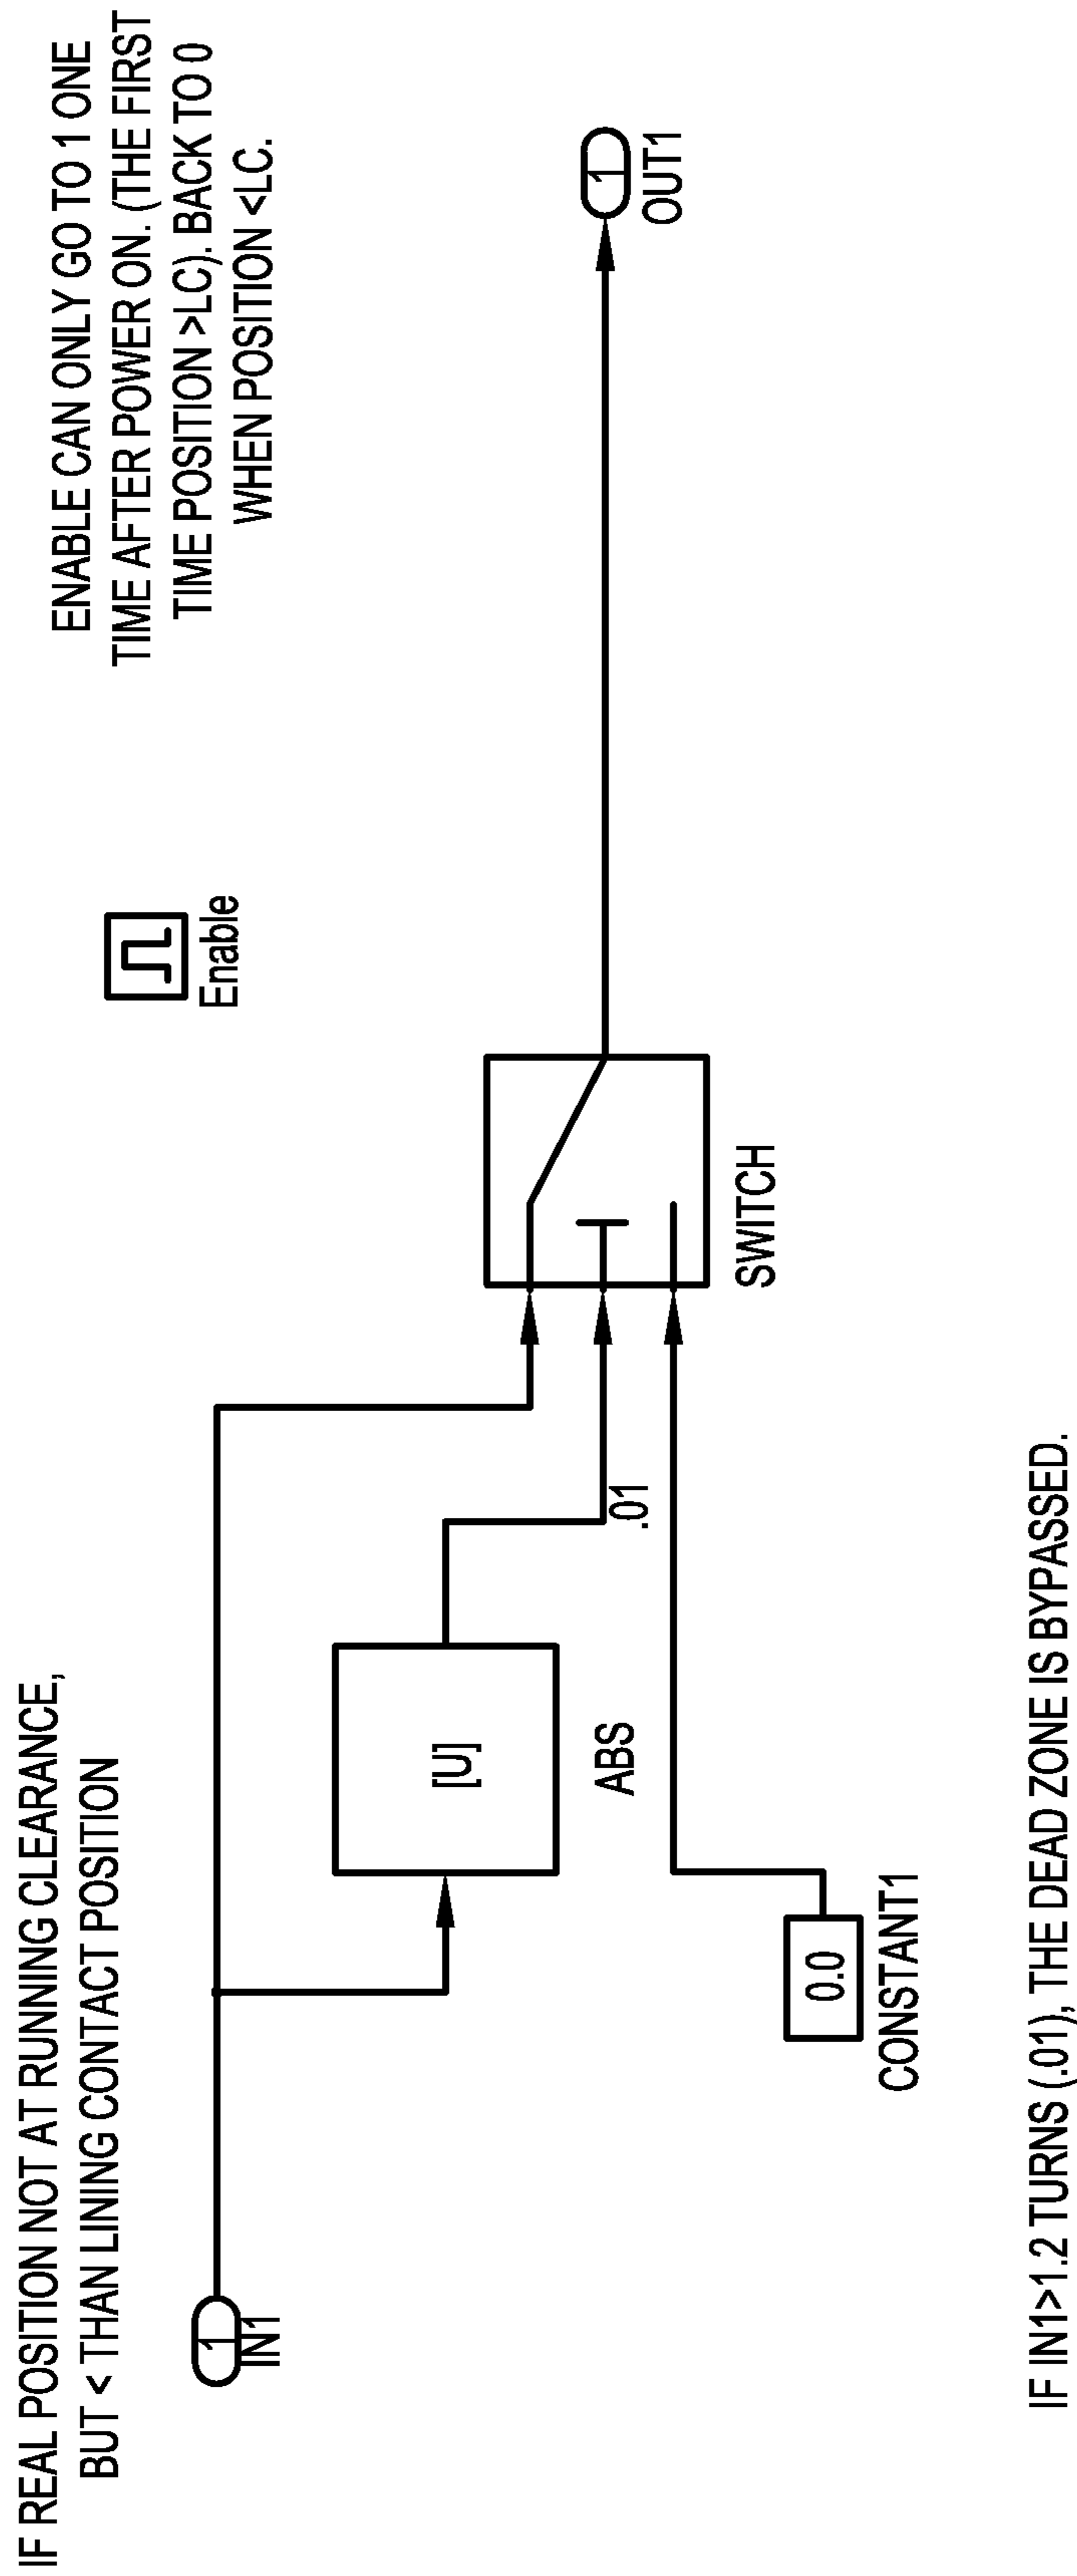 IF REAL POSITION NOT AT RUNNING CLEARANCE,
BUT < THAN LINING CONTACT POSITION
ENABLE CAN ONLY GO TO 1 ONE
TIME AFTER POWER ON. (THE FIRST
TIME POSITION >LC). BACK TO 0
WHEN POSITION <LC.
Enable
1
IN1
[U]
ABS
.01
0.0
CONSTANT1
SWITCH
1
OUT1
IF IN1>1.2 TURNS (.01), THE DEAD ZONE IS BYPASSED.